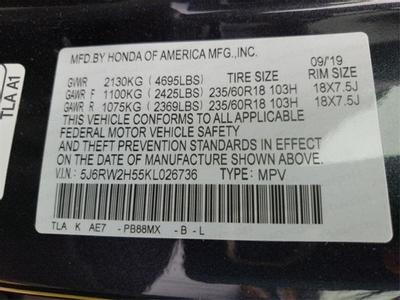 MFD.BY HONDA OF AMERICA MFG.,INC. 09/19
GVWR 2130KG (4695LBS) RIM SIZE
GAWR F 1100KG (2425LBS) 235/60R18 103H 18X7.5J
GAWR R 1075KG (2369LBS) 235/60R18 103H 18X7.5J
THIS VEHICLE CONFORMS TO ALL APPLICABLE
FEDERAL MOTOR VEHICLE SAFETY
AND THEFT PREVENTION STANDARDS IN EFFECT
ON THE DATE OF MANUFACTURE SHOWN ABOVE.
V.I.N.: 5J6RW2H55KL026736 TYPE: MPV
TLA K AE7 -PB88MX -B -L
TLA A1